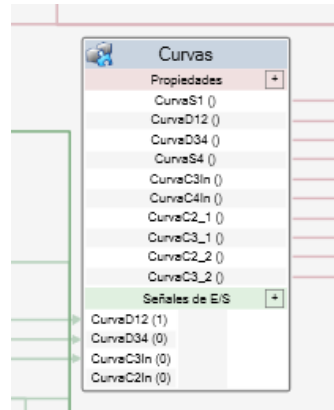 Curvas
Propiedades +
CurvaS1 ()
CurvaD12 ()
CurvaD34 ()
CurvaS4 ()
CurvaC3In ()
CurvaC4In ()
CurvaC2_1 ()
CurvaC3_1 ()
CurvaC2_2 ()
CurvaC3_2 ()
Señales de E/S +
CurvaD12 (1)
CurvaD34 (0)
CurvaC3In (0)
CurvaC2In (0)